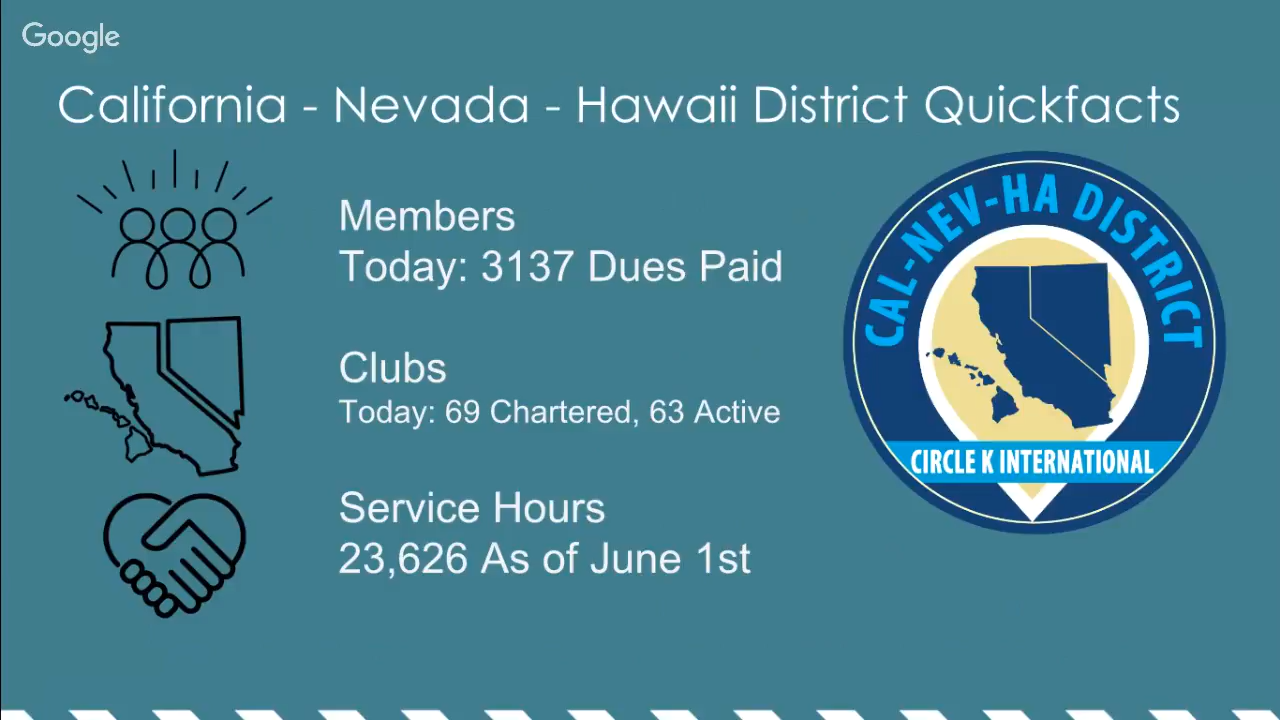 Google
California - Nevada - Hawaii District Quickfacts
Members
Today: 3137 Dues Paid
Clubs
Today: 69 Chartered, 63 Active
Service Hours
23,626 As of June 1st
CAL-NEV-HA DISTRICT
CIRCLE K INTERNATIONAL